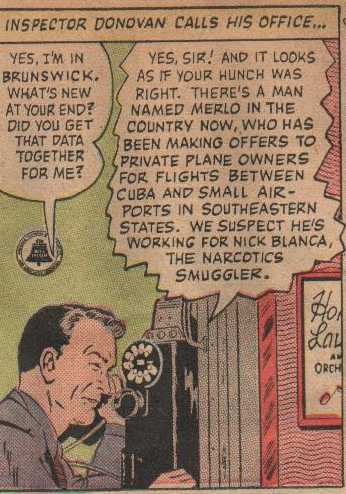 INSPECTOR DONOVAN CALLS HIS OFFICE...
YES, I'M IN
BRUNSWICK.
WHAT'S NEW
AT YOUR END?
DID YOU GET
THAT DATA
TOGETHER
FOR ME?
YES, SIR! AND IT LOOKS
AS IF YOUR HUNCH WAS
RIGHT. THERE'S A MAN
NAMED MERLO IN THE
COUNTRY NOW, WHO HAS
BEEN MAKING OFFERS TO
PRIVATE PLANE OWNERS
FOR FLIGHTS BETWEEN
CUBA AND SMALL AIR-
PORTS IN SOUTHEASTERN
STATES. WE SUSPECT HE'S
WORKING FOR NICK BLANCA,
THE NARCOTICS
SMUGGLER.
ORCH